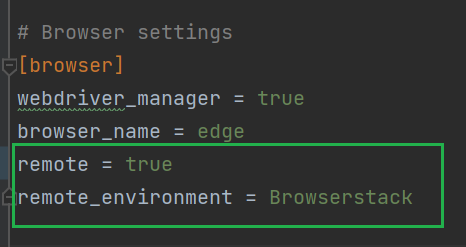 # Browser settings
[browser]
webdriver_manager = true
browser_name = edge
remote = true
remote_environment = Browserstack